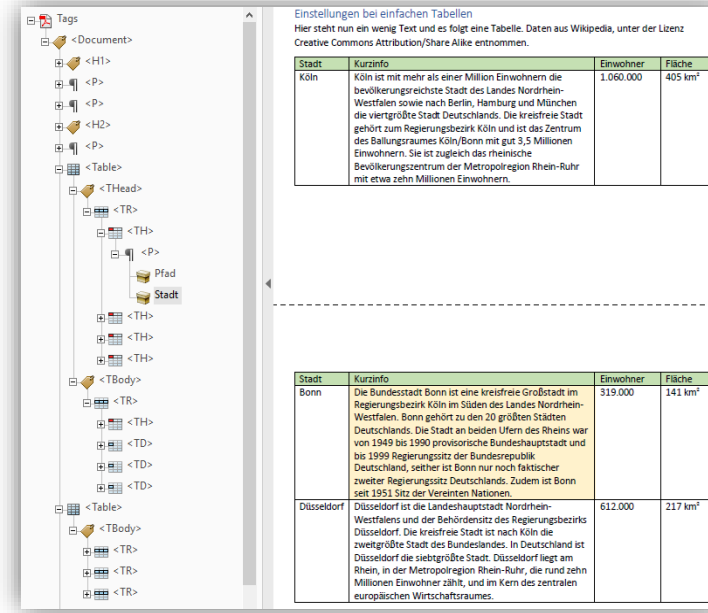 Tags
<Document>
<H1>
<P>
<P>
<H2>
<P>
<Table>
<THead>
<TR>
<TH>
<P>
Pfad
Stadt
<TH>
<TH>
<TH>
<TBody>
<TR>
<TH>
<TD>
<TD>
<TD>
<Table>
<TBody>
<TR>
<TR>
<TR>
Einstellungen bei einfachen Tabellen
Hier steht nun ein wenig Text und es folgt eine Tabelle. Daten aus Wikipedia, unter der Lizenz
Creative Commons Attribution/Share Alike entnommen.
Stadt Kurzinfo Einwohner Fläche
Köln Köln ist mit mehr als einer Million Einwohnern die 1.060.000 405 km²
bevölkerungsreichste Stadt des Landes Nordrhein-
Westfalen sowie nach Berlin, Hamburg und München
die viertgrößte Stadt Deutschlands. Die kreisfreie Stadt
gehört zum Regierungsbezirk Köln und ist das Zentrum
des Ballungsraumes Köln/Bonn mit gut 3,5 Millionen
Einwohnern. Sie ist zugleich das rheinische
Bevölkerungszentrum der Metropolregion Rhein-Ruhr
mit etwa zehn Millionen Einwohnern.
Stadt Kurzinfo Einwohner Fläche
Bonn Die Bundesstadt Bonn ist eine kreisfreie Großstadt im 319.000 141 km²
Regierungsbezirk Köln im Süden des Landes Nordrhein-
Westfalen. Bonn gehört zu den 20 größten Städten
Deutschlands. Die Stadt an beiden Ufern des Rheins war
von 1949 bis 1990 provisorische Bundeshauptstadt und
bis 1999 Regierungssitz der Bundesrepublik
Deutschland, seither ist Bonn nur noch faktischer
zweiter Regierungssitz Deutschlands. Zudem ist Bonn
seit 1951 Sitz der Vereinten Nationen.
Düsseldorf Düsseldorf ist die Landeshauptstadt Nordrhein- 612.000 217 km²
Westfalens und der Behördensitz des Regierungsbezirks
Düsseldorf. Die kreisfreie Stadt ist nach Köln die
zweitgrößte Stadt des Bundeslandes. In Deutschland ist
Düsseldorf die siebtgrößte Stadt. Düsseldorf liegt am
Rhein, in der Metropolregion Rhein-Ruhr, die rund zehn
Millionen Einwohner zählt, und im Kern des zentralen
europäischen Wirtschaftsraumes.